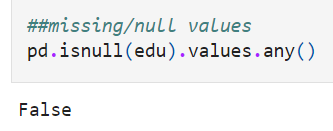 ##missing/null values
pd.isnull(edu).values.any()
False